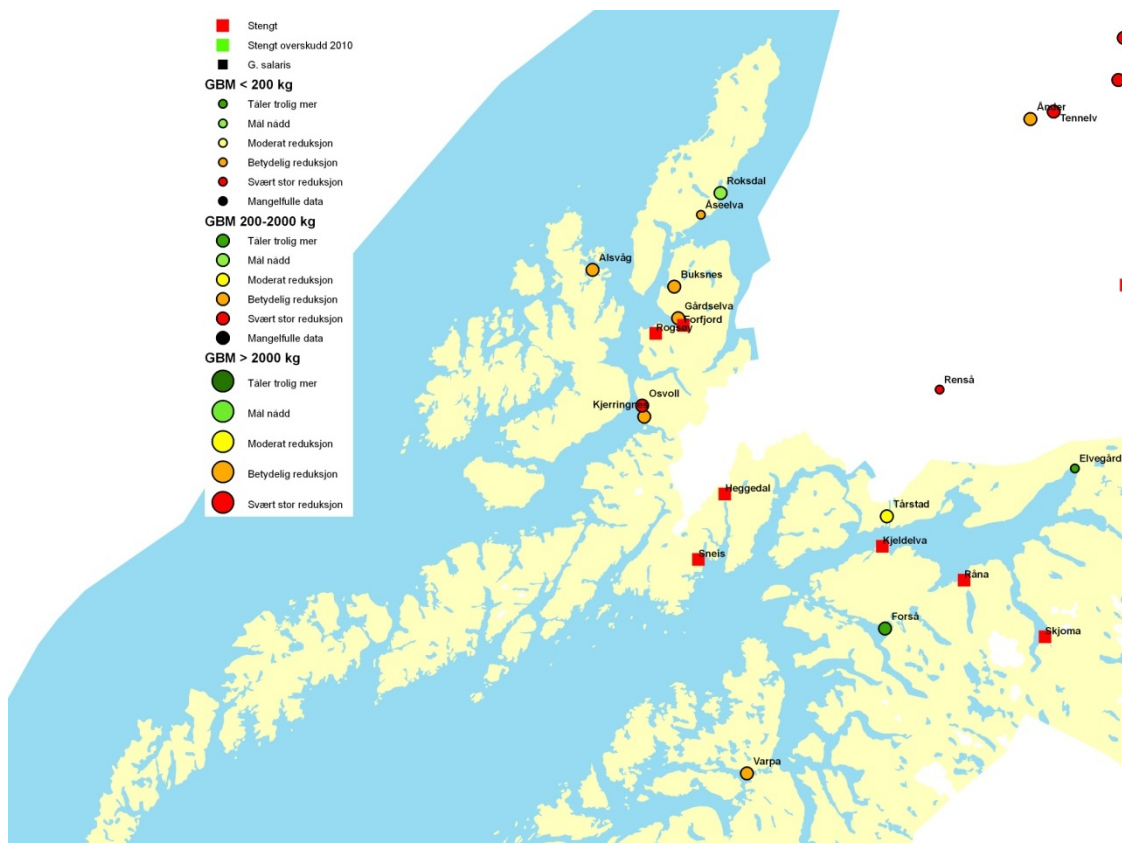 Stengt
Stengt overskudd 2010
G. salaris
GBM < 200 kg
Tåler trolig mer
Mål nådd
Moderat reduksjon
Betydelig reduksjon
Svært stor reduksjon
Mangelfulle data
GBM 200-2000 kg
Tåler trolig mer
Mål nådd
Moderat reduksjon
Betydelig reduksjon
Svært stor reduksjon
Mangelfulle data
GBM > 2000 kg
Tåler trolig mer
Mål nådd
Moderat reduksjon
Betydelig reduksjon
Svært stor reduksjon
Ånder
Tennelv
Roksdal
Åseelva
Alsvåg
Buksnes
Gårdselva
Forfjord
Rogsøy
Renså
Osvoll
Kjerringnes
Elvegård
Heggedal
Tårstad
Kjeldelva
Sneis
Råna
Forså
Skjoma
Varpa